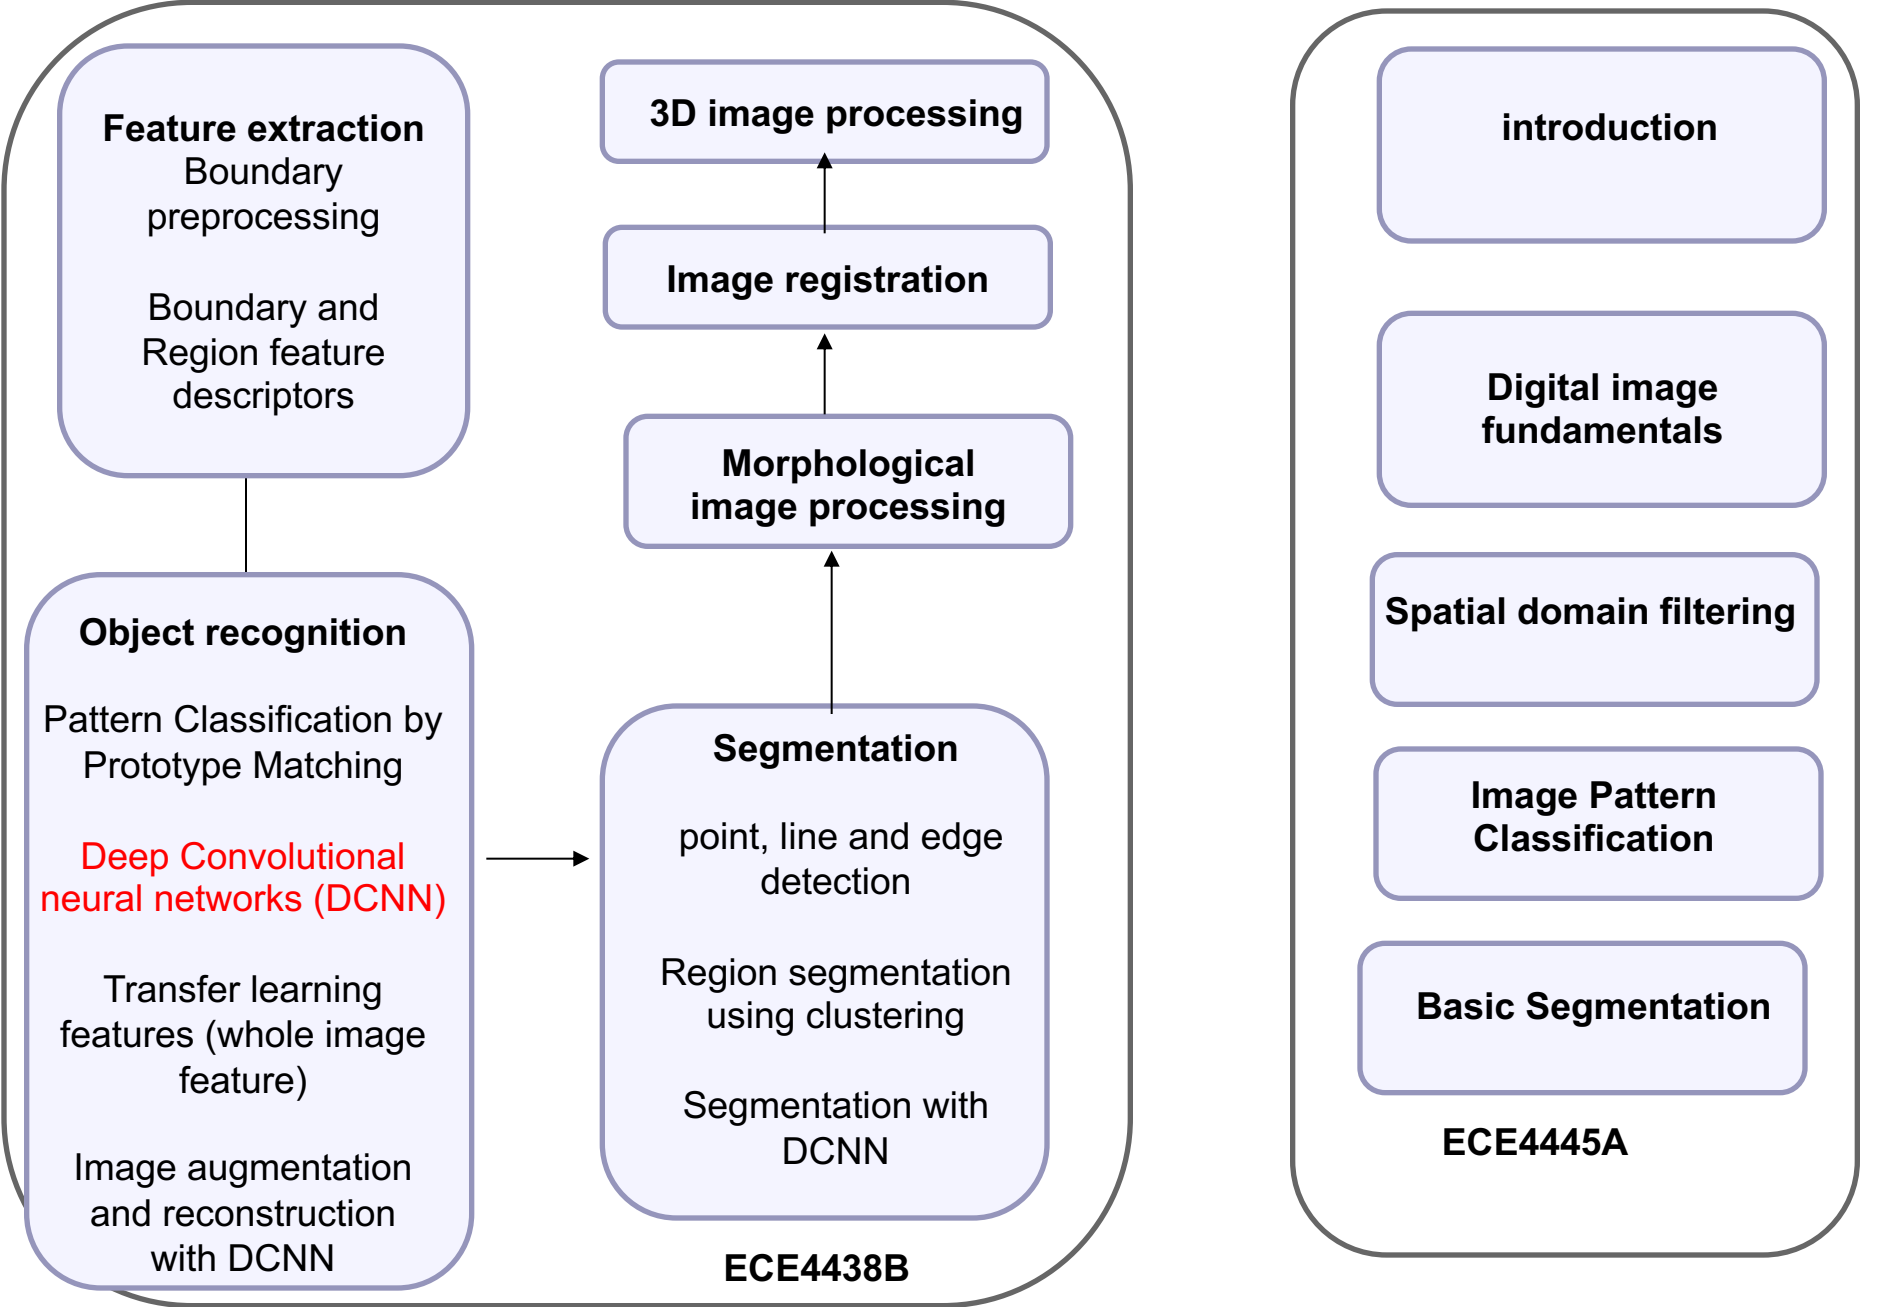 Feature extraction
Boundary
preprocessing
Boundary and
Region feature
descriptors
Object recognition
Pattern Classification by
Prototype Matching
Deep Convolutional
neural networks (DCNN)
Transfer learning
features (whole image
feature)
Image augmentation
and reconstruction
with DCNN
3D image processing
Image registration
Morphological
image processing
Segmentation
point, line and edge
detection
Region segmentation
using clustering
Segmentation with
DCNN
ECE4438B
introduction
Digital image
fundamentals
Spatial domain filtering
Image Pattern
Classification
Basic Segmentation
ECE4445A